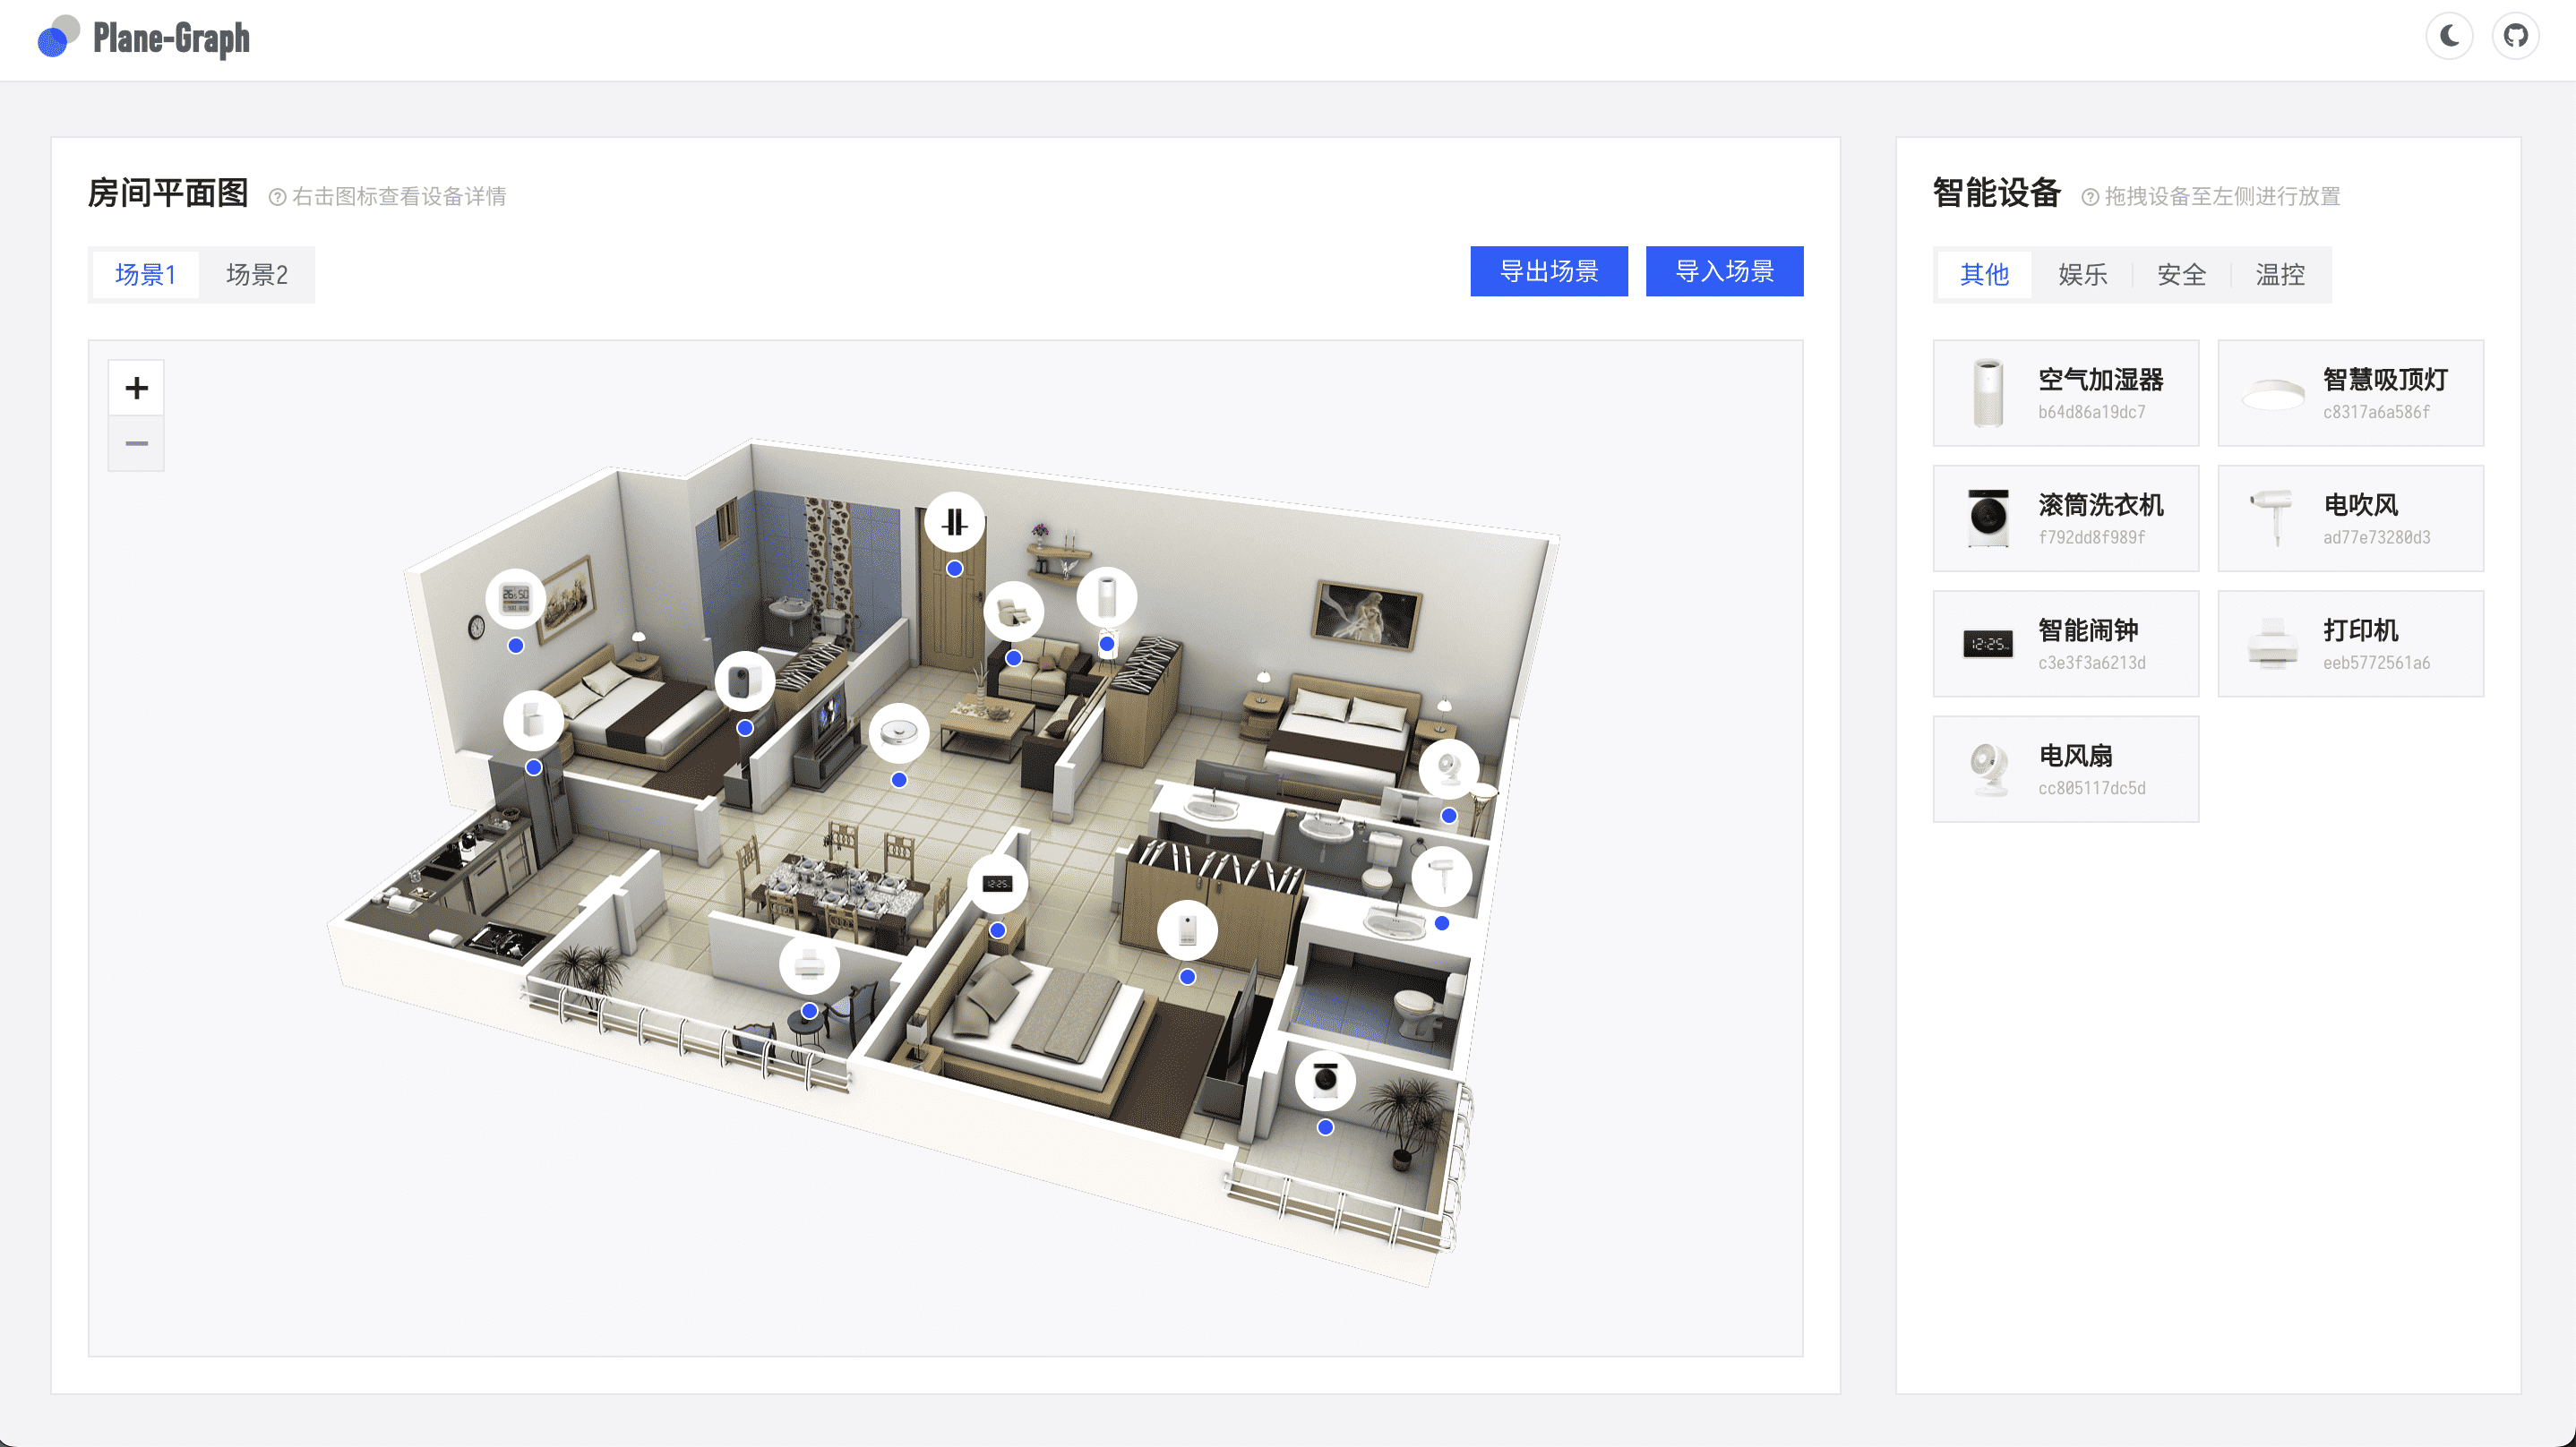 Plane-Graph
房间平面图 右击图标查看设备详情
场景1 场景2
导出场景 导入场景
智能设备 拖拽设备至左侧进行放置
其他 娱乐 安全 温控
空气加湿器
b64d86a19dc7
智慧吸顶灯
c8317a6a586f
滚筒洗衣机
f792dd8f989f
电吹风
ad77e73280d3
12:25
智能闹钟
c3e3f3a6213d
打印机
eeb5772561a6
电风扇
cc805117dc5d